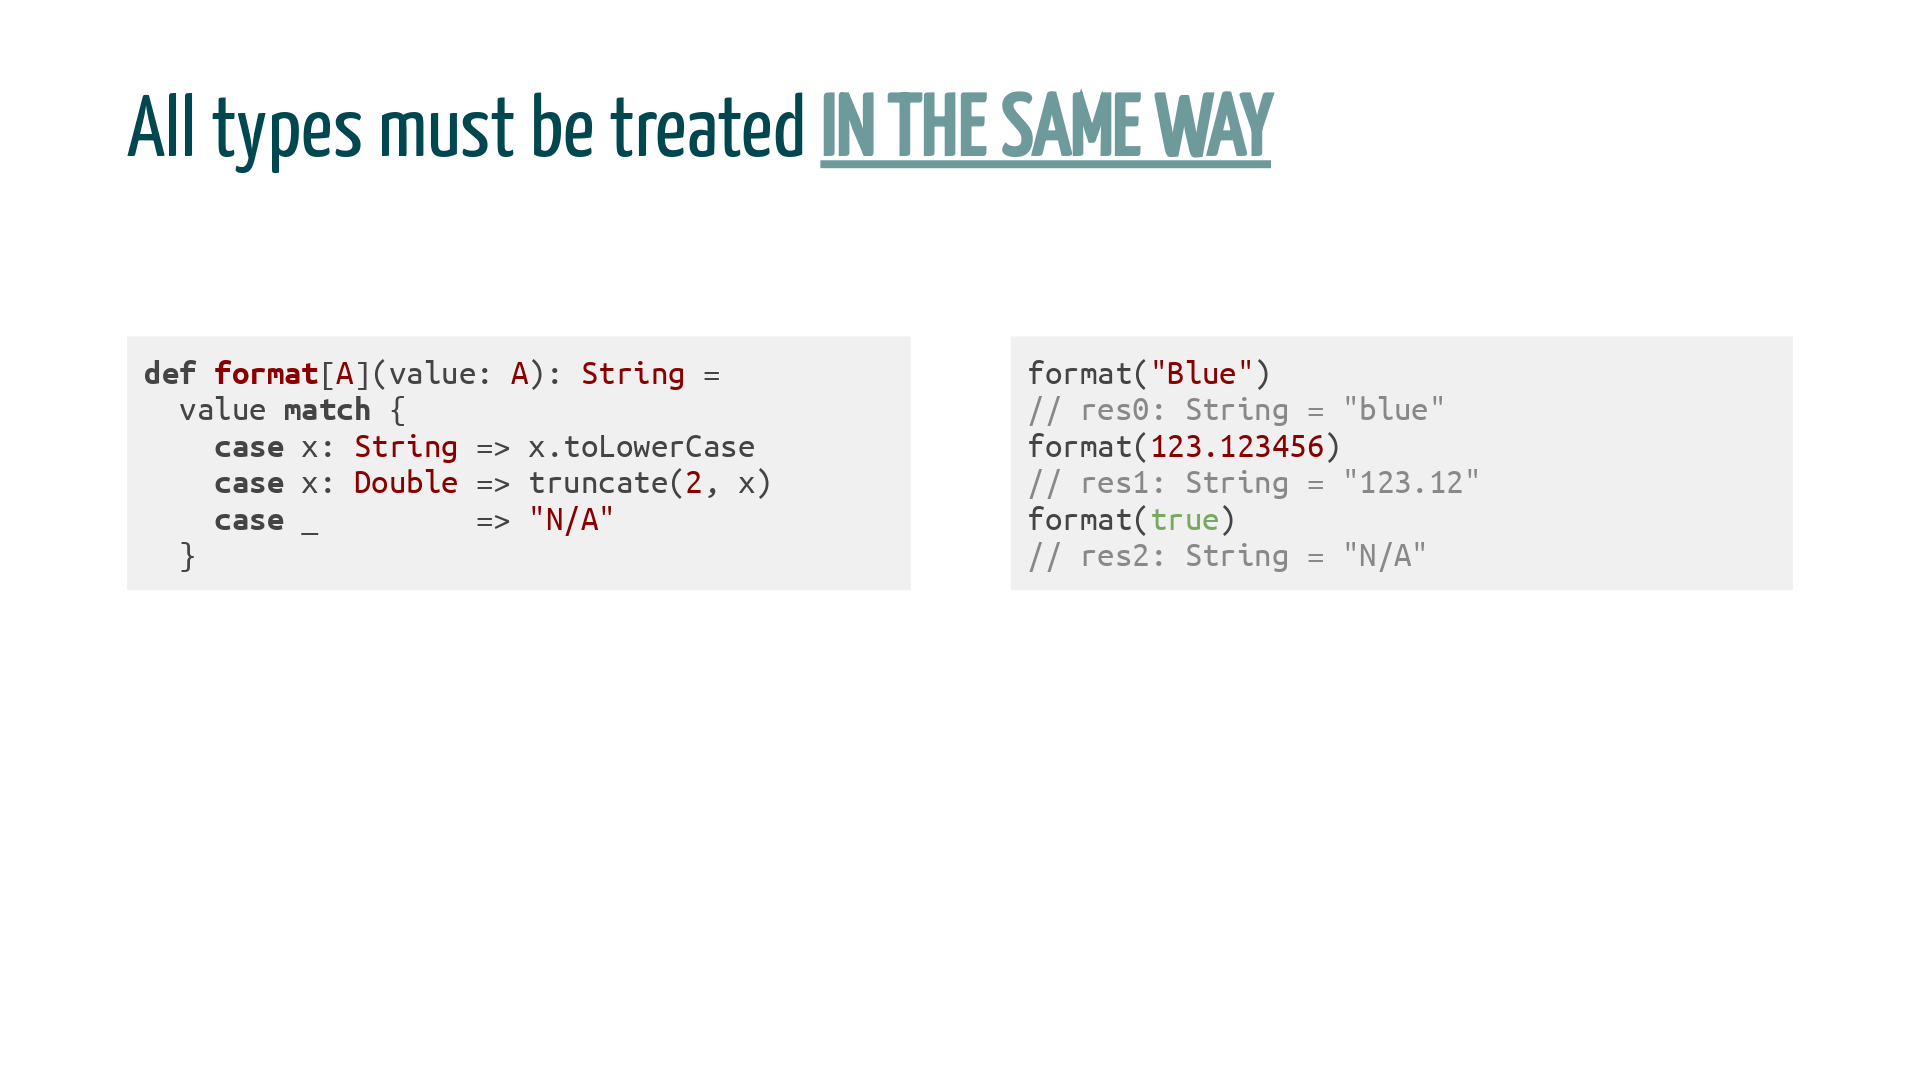 All types must be treated IN THE SAME WAY
def format[A](value: A): String =
  value match {
    case x: String => x.toLowerCase
    case x: Double => truncate(2, x)
    case _         => "N/A"
  }
format("Blue")
// res0: String = "blue"
format(123.123456)
// res1: String = "123.12"
format(true)
// res2: String = "N/A"